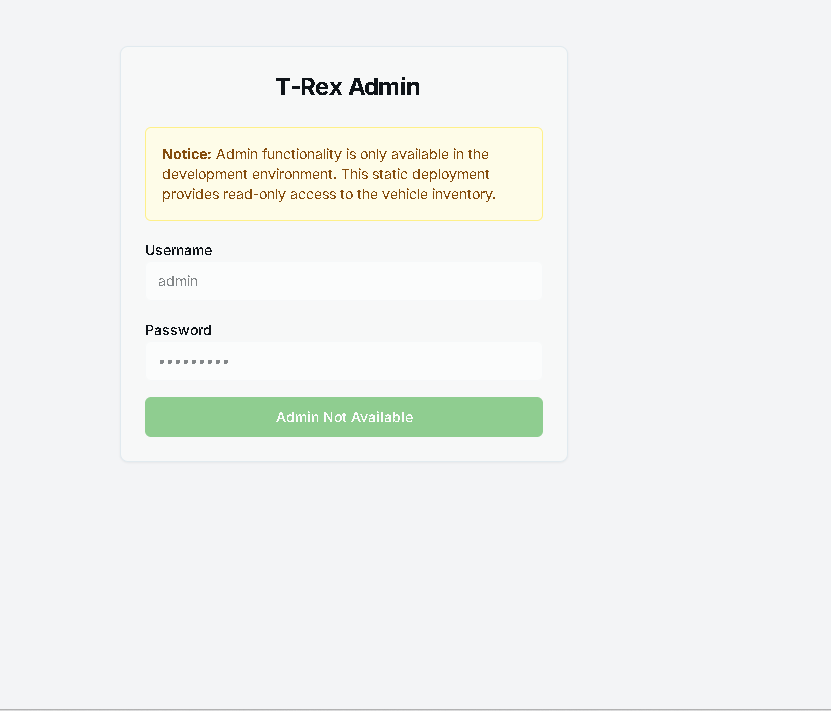 T-Rex Admin
Notice: Admin functionality is only available in the
development environment. This static deployment
provides read-only access to the vehicle inventory.
Username
admin
Password
•••••••••
Admin Not Available